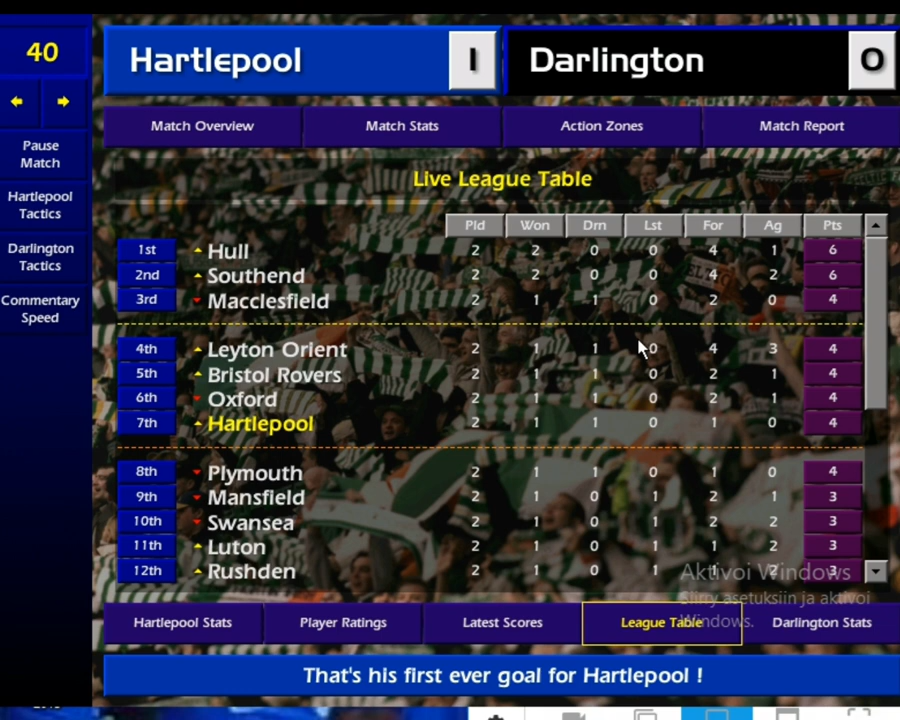 40
Hartlepool 1 Darlington 0
Match Overview Match Stats Action Zones Match Report
Pause
Match
Live League Table
Hartlepool
Tactics
Pld Won Drn Lst For Ag Pts
Darlington
Tactics
1st Hull 2 2 0 0 4 1 6
2nd Southend 2 2 0 0 4 2 6
3rd Macclesfield 2 1 1 0 2 0 4
Commentary
Speed
4th Leyton Orient 2 1 1 0 4 3 4
5th Bristol Rovers 2 1 1 0 2 1 4
6th Oxford 2 1 1 0 2 1 4
7th Hartlepool 2 1 1 0 1 0 4
8th Plymouth 2 1 1 0 1 0 4
9th Mansfield 2 1 0 1 2 1 3
10th Swansea 2 1 0 1 2 2 3
11th Luton 2 1 0 1 1 2 3
12th Rushden 2 1 0 1 1 2 3
Aktivoi Windows
Siirry asetuksiin ja aktivoi
Windows.
Hartlepool Stats Player Ratings Latest Scores League Table Darlington Stats
That's his first ever goal for Hartlepool !